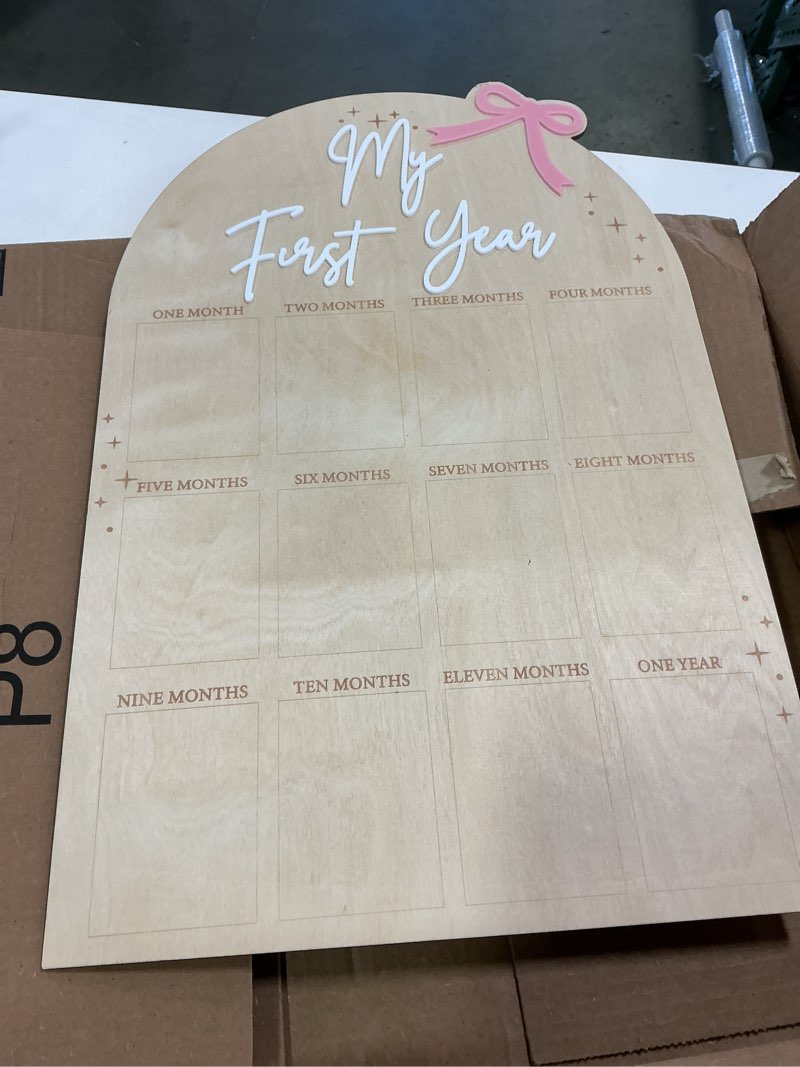 My
First Year
ONE MONTH TWO MONTHS THREE MONTHS FOUR MONTHS
FIVE MONTHS SIX MONTHS SEVEN MONTHS EIGHT MONTHS
NINE MONTHS TEN MONTHS ELEVEN MONTHS ONE YEAR
P8